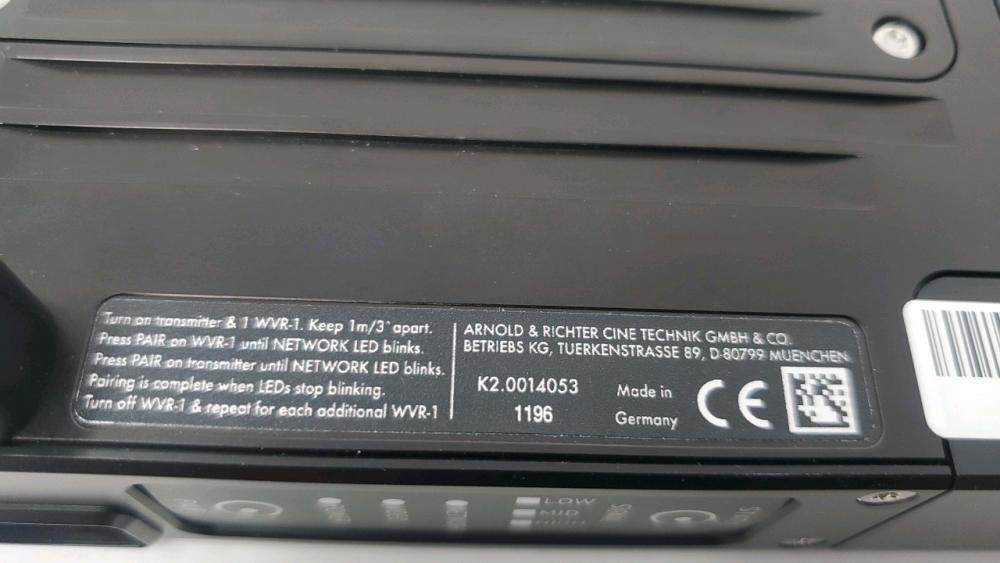 Turn on transmitter & 1 WVR-1. Keep 1m/3' apart.
Press PAIR on WVR-1 until NETWORK LED blinks.
Press PAIR on transmitter until NETWORK LED blinks.
Pairing is complete when LEDs stop blinking.
Turn off WVR-1 & repeat for each additional WVR-1
ARNOLD & RICHTER CINE TECHNIK GMBH & CO.
BETRIEBS KG, TUERKENSTRASSE 89, D-80799 MUENCHEN
K2.0014053
1196
Made in
Germany
CE
LOW
MID
HIGH